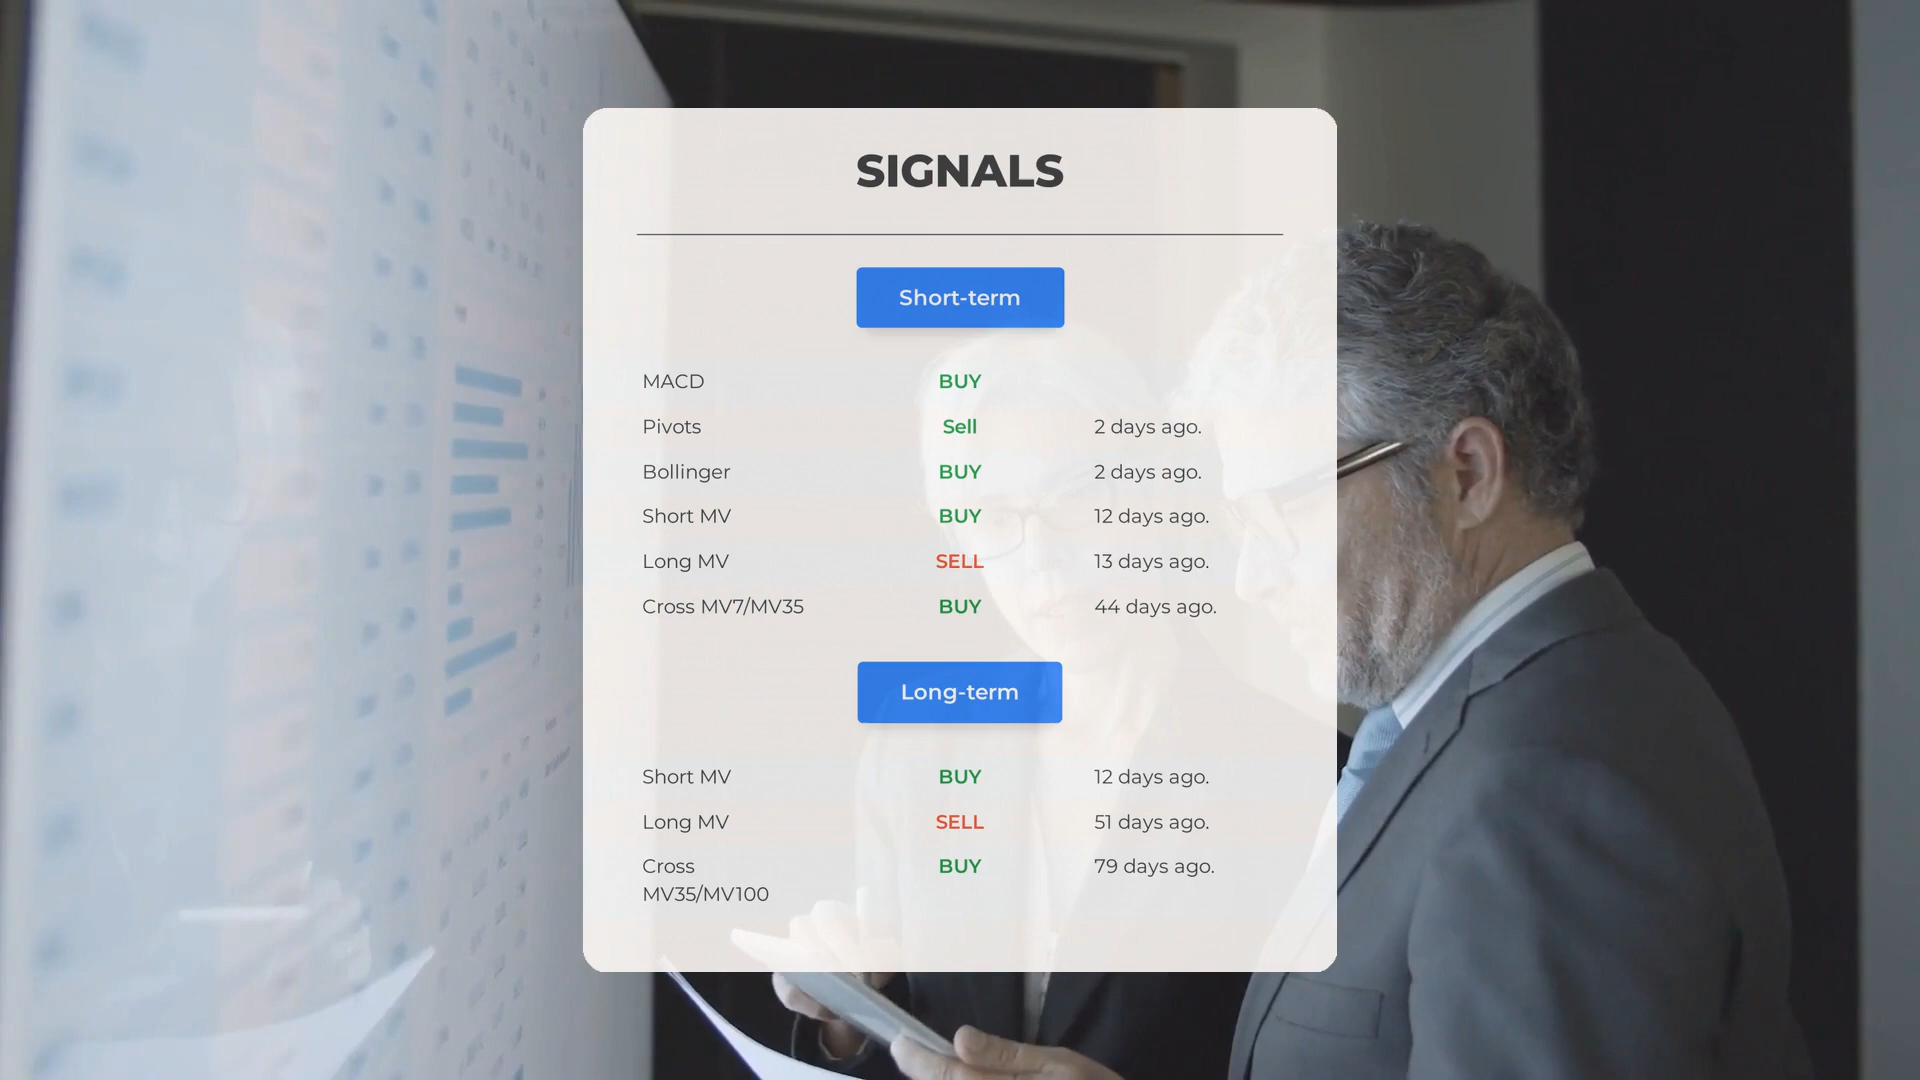 SIGNALS
Short-term
MACD BUY
Pivots Sell 2 days ago.
Bollinger BUY 2 days ago.
Short MV BUY 12 days ago.
Long MV SELL 13 days ago.
Cross MV7/MV35 BUY 44 days ago.
Long-term
Short MV BUY 12 days ago.
Long MV SELL 51 days ago.
Cross BUY 79 days ago.
MV35/MV100